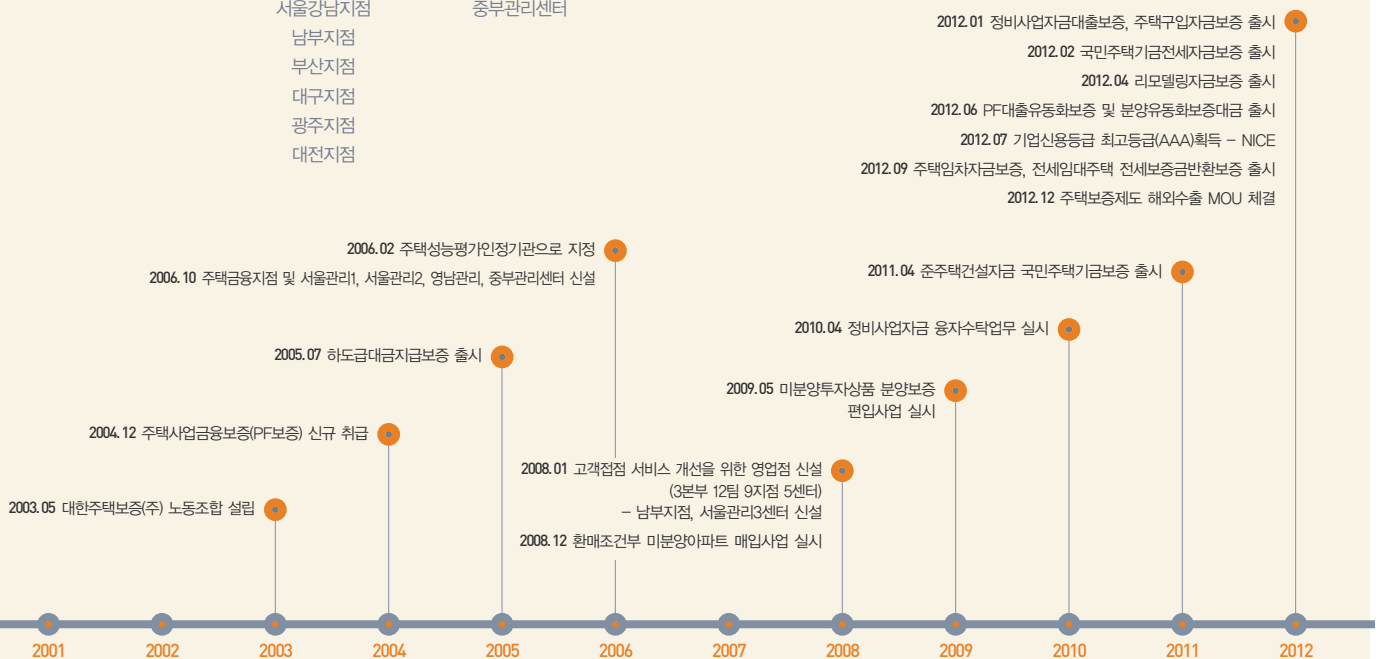 서울강남지점
남부지점
부산지점
대구지점
광주지점
대전지점
중부관리센터
2012.01 정비사업자금대출보증, 주택구입자금보증 출시
2012.02 국민주택기금전세자금보증 출시
2012.04 리모델링자금보증 출시
2012.06 PF대출유동화보증 및 분양유동화보증대금 출시
2012.07 기업신용등급 최고등급(AAA)획득 – NICE
2012.09 주택임차자금보증, 전세임대주택 전세보증금반환보증 출시
2012.12 주택보증제도 해외수출 MOU 체결
2006.02 주택성능평가인정기관으로 지정
2006.10 주택금융지점 및 서울관리1, 서울관리2, 영남관리, 중부관리센터 신설
2011.04 준주택건설자금 국민주택기금보증 출시
2010.04 정비사업자금 융자수탁업무 실시
2005.07 하도급대금지급보증 출시
2009.05 미분양투자상품 분양보증
편입사업 실시
2004.12 주택사업금융보증(PF보증) 신규 취급
2008.01 고객접점 서비스 개선을 위한 영업점 신설
(3본부 12팀 9지점 5센터)
– 남부지점, 서울관리3센터 신설
2008.12 환매조건부 미분양아파트 매입사업 실시
2003.05 대한주택보증(주) 노동조합 설립
2001 2002 2003 2004 2005 2006 2007 2008 2009 2010 2011 2012